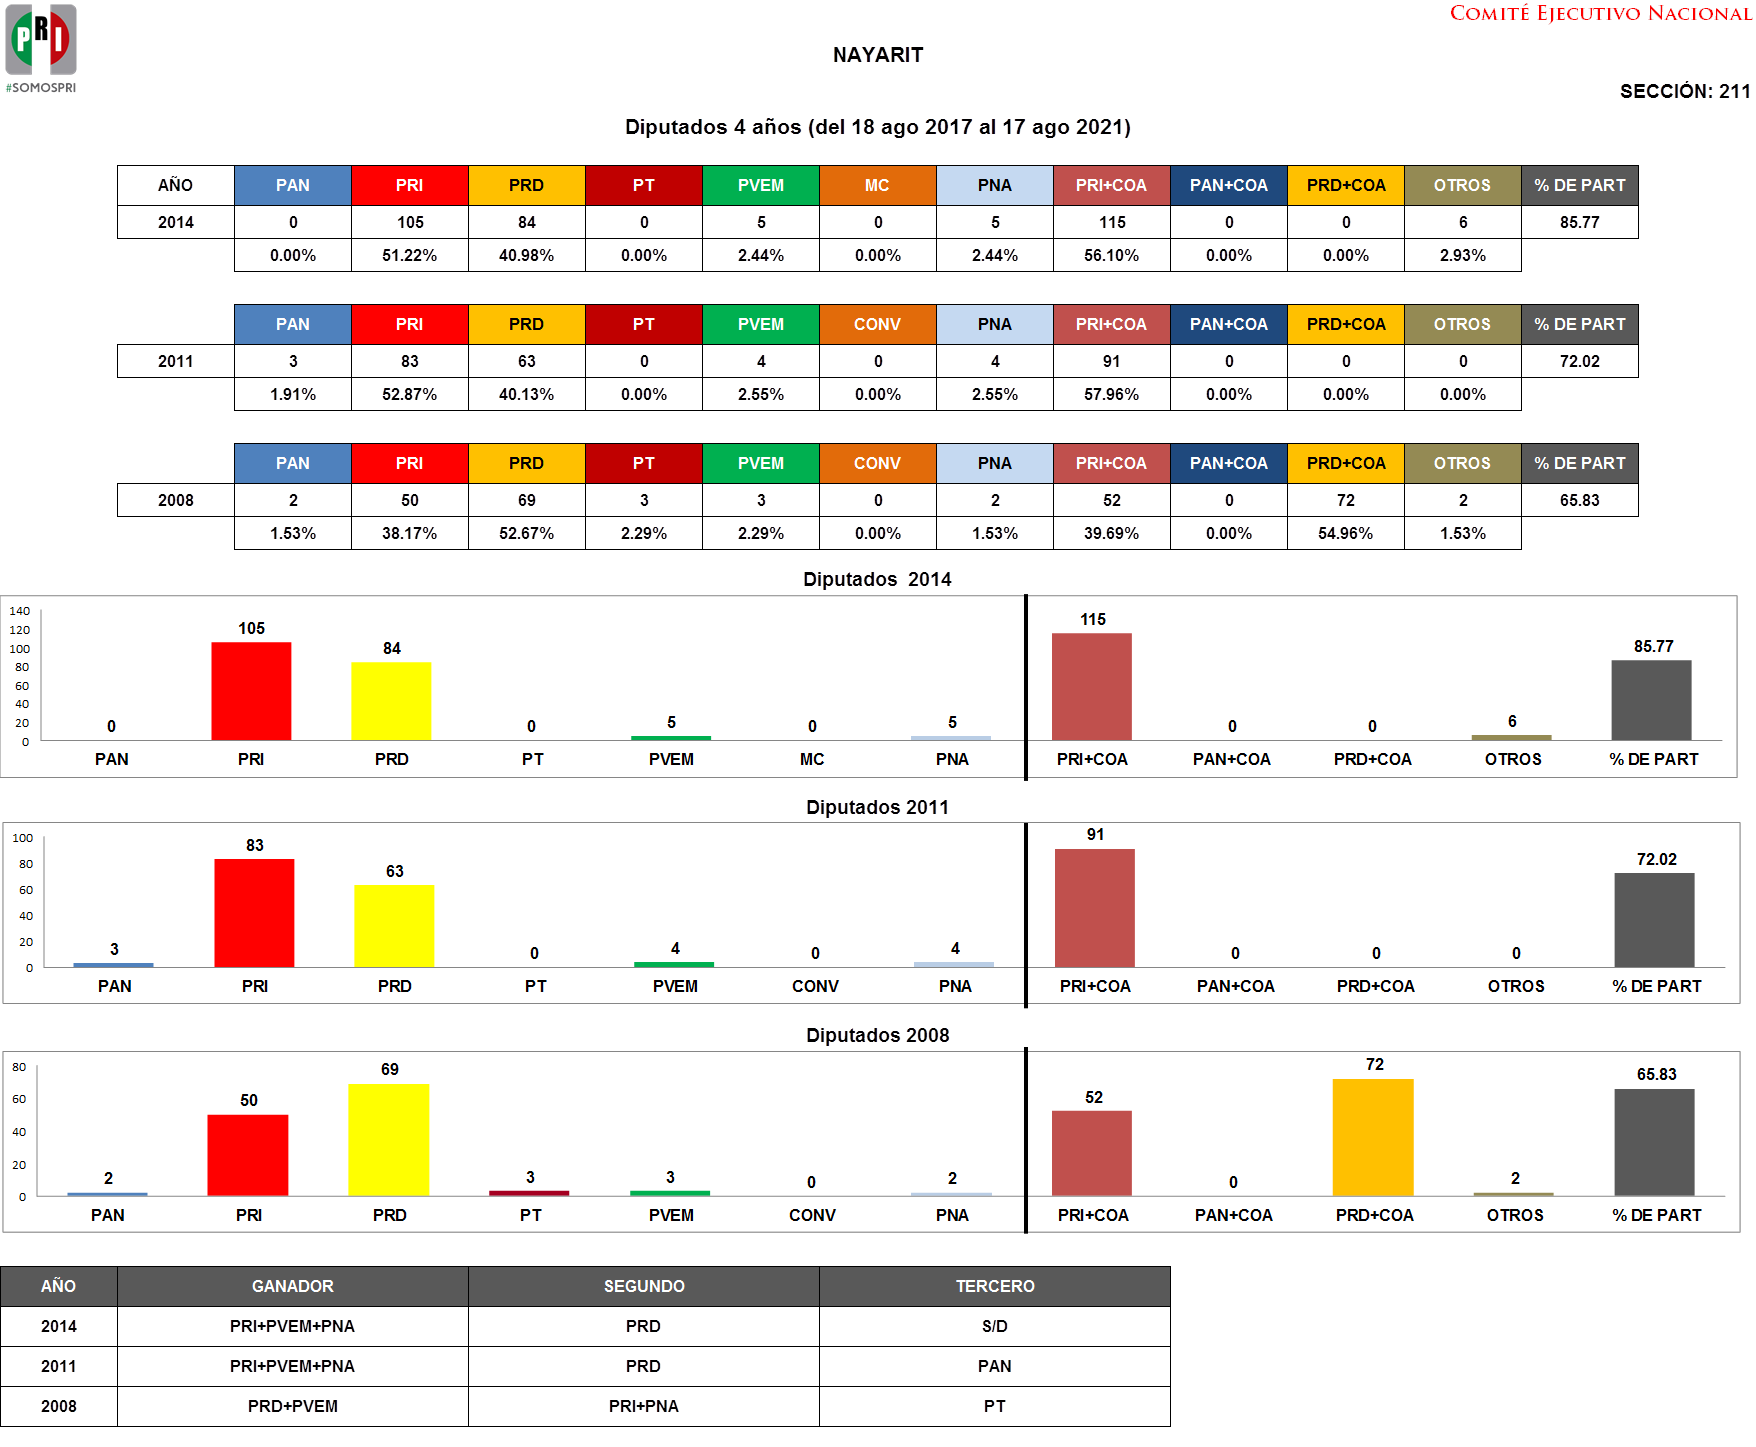 PRI
#SOMOSPRI
COMITÉ EJECUTIVO NACIONAL
NAYARIT
SECCIÓN: 211
Diputados 4 años (del 18 ago 2017 al 17 ago 2021)
AÑO PAN PRI PRD PT PVEM MC PNA PRI+COA PAN+COA PRD+COA OTROS % DE PART
2014 0 105 84 0 5 0 5 115 0 0 6 85.77
0.00% 51.22% 40.98% 0.00% 2.44% 0.00% 2.44% 56.10% 0.00% 0.00% 2.93%
PAN PRI PRD PT PVEM CONV PNA PRI+COA PAN+COA PRD+COA OTROS % DE PART
2011 3 83 63 0 4 0 4 91 0 0 0 72.02
1.91% 52.87% 40.13% 0.00% 2.55% 0.00% 2.55% 57.96% 0.00% 0.00% 0.00%
PAN PRI PRD PT PVEM CONV PNA PRI+COA PAN+COA PRD+COA OTROS % DE PART
2008 2 50 69 3 3 0 2 52 0 72 2 65.83
1.53% 38.17% 52.67% 2.29% 2.29% 0.00% 1.53% 39.69% 0.00% 54.96% 1.53%
Diputados 2014
140
120
100
80
60
40
20
0
0 105 84 0 5 0 5 115 0 0 6 85.77
PAN PRI PRD PT PVEM MC PNA PRI+COA PAN+COA PRD+COA OTROS % DE PART
Diputados 2011
100
80
60
40
20
0
3 83 63 0 4 0 4 91 0 0 0 72.02
PAN PRI PRD PT PVEM CONV PNA PRI+COA PAN+COA PRD+COA OTROS % DE PART
Diputados 2008
80
60
40
20
0
2 50 69 3 3 0 2 52 0 72 2 65.83
PAN PRI PRD PT PVEM CONV PNA PRI+COA PAN+COA PRD+COA OTROS % DE PART
AÑO GANADOR SEGUNDO TERCERO
2014 PRI+PVEM+PNA PRD S/D
2011 PRI+PVEM+PNA PRD PAN
2008 PRD+PVEM PRI+PNA PT